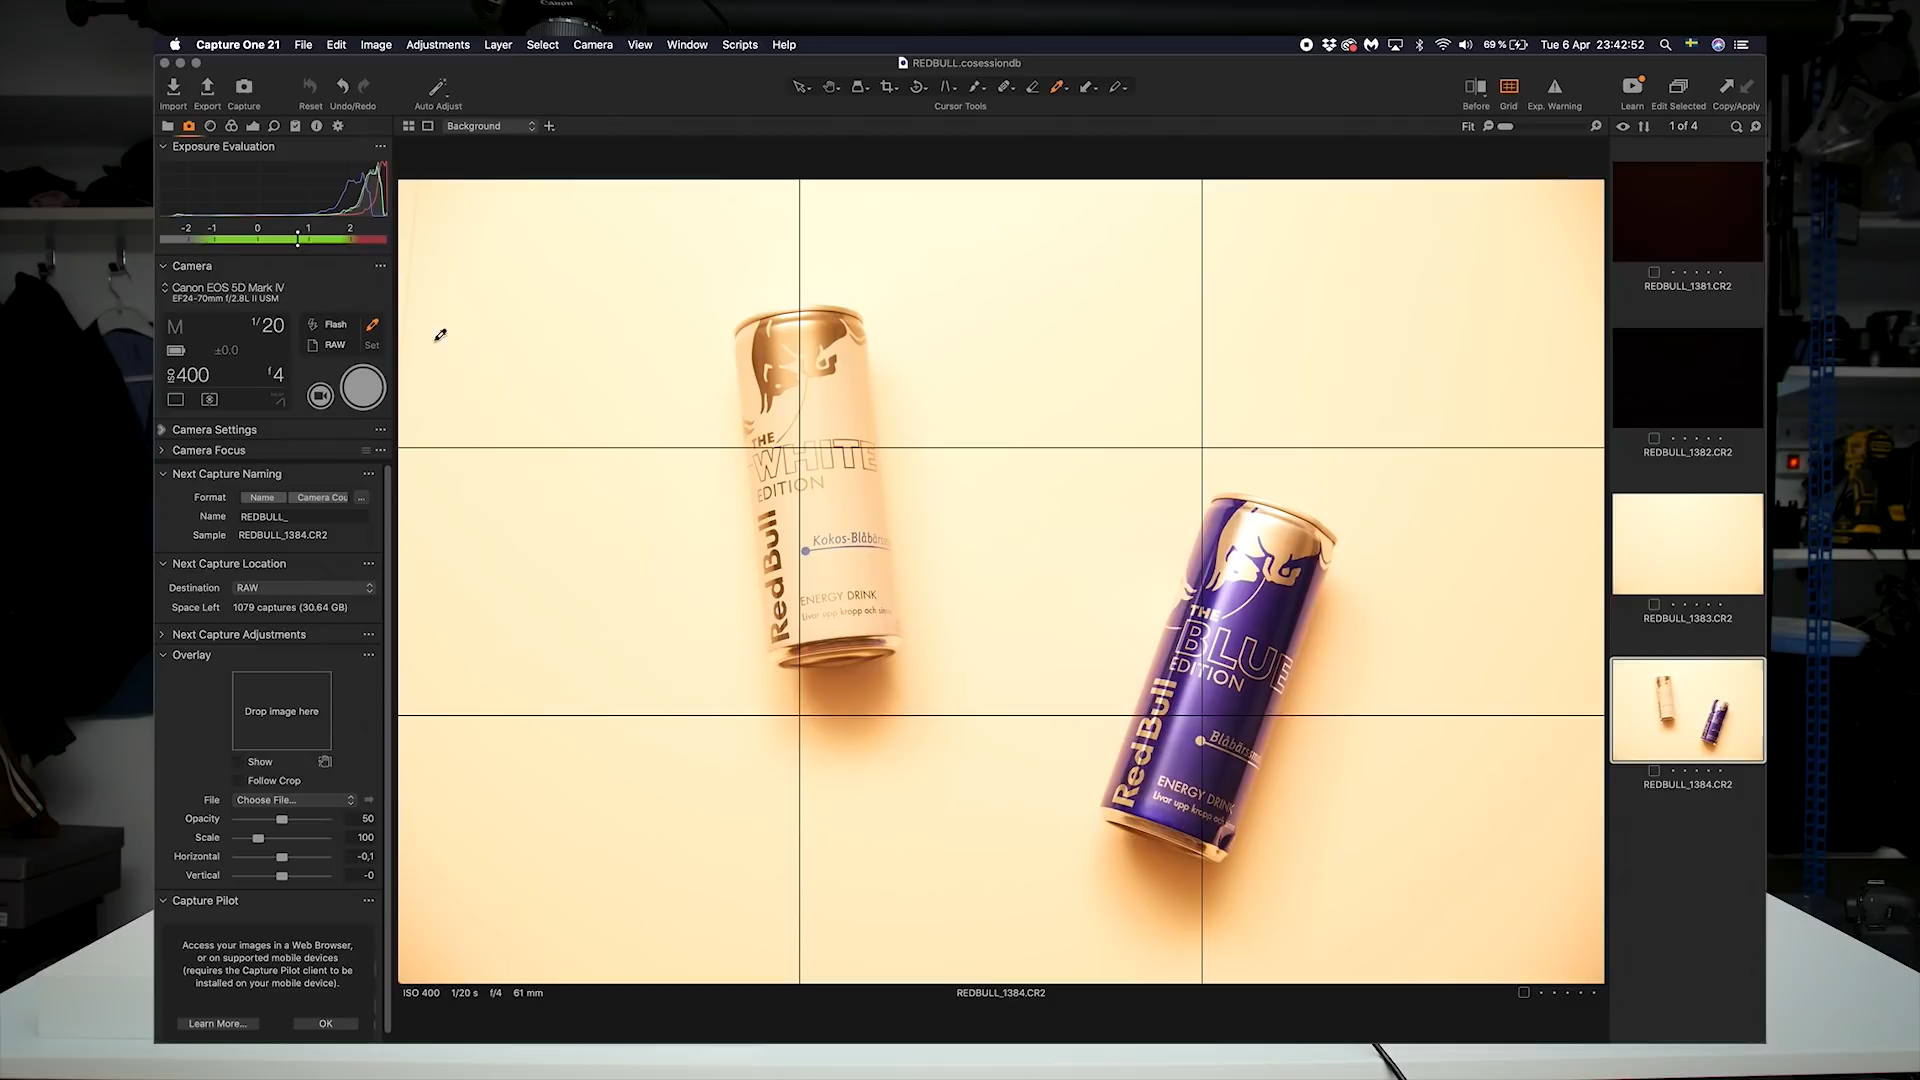 Canon
Capture One 21 File Edit Image Adjustments Layer Select Camera View Window Scripts Help
69 % Tue 6 Apr 23:42:52
REDBULL.cosessiondb
Import Export Capture Reset Undo/Redo Auto Adjust Cursor Tools Before Grid Exp. Warning Learn Edit Selected Copy/Apply
Background Fit 1 of 4
Exposure Evaluation
-2 -1 0 1 2
Camera
Canon EOS 5D Mark IV
EF24-70mm f/2.8L II USM
M 1/20 Flash
±0.0 RAW Set
ISO 400 f4
Camera Settings
Camera Focus
Next Capture Naming
Format Name Camera Cou ...
Name REDBULL_
Sample REDBULL_1384.CR2
Next Capture Location
Destination RAW
Space Left 1079 captures (30.64 GB)
Next Capture Adjustments
Overlay
Drop image here
Show
Follow Crop
File Choose File...
Opacity 50
Scale 100
Horizontal -0,1
Vertical -0
Capture Pilot
Access your images in a Web Browser,
or on supported mobile devices
(requires the Capture Pilot client to be
installed on your mobile device).
Learn More... OK
THE
WHITE
EDITION
Red Bull
Kokos-Blåbärs
ENERGY DRINK
Livar upp kropp och
THE
BLUE
EDITION
Red Bull
Blåbärssm
ENERGY DRINK
Livar upp kropp och
ISO 400 1/20 s f/4 61 mm REDBULL_1384.CR2
REDBULL_1381.CR2
REDBULL_1382.CR2
REDBULL_1383.CR2
REDBULL_1384.CR2